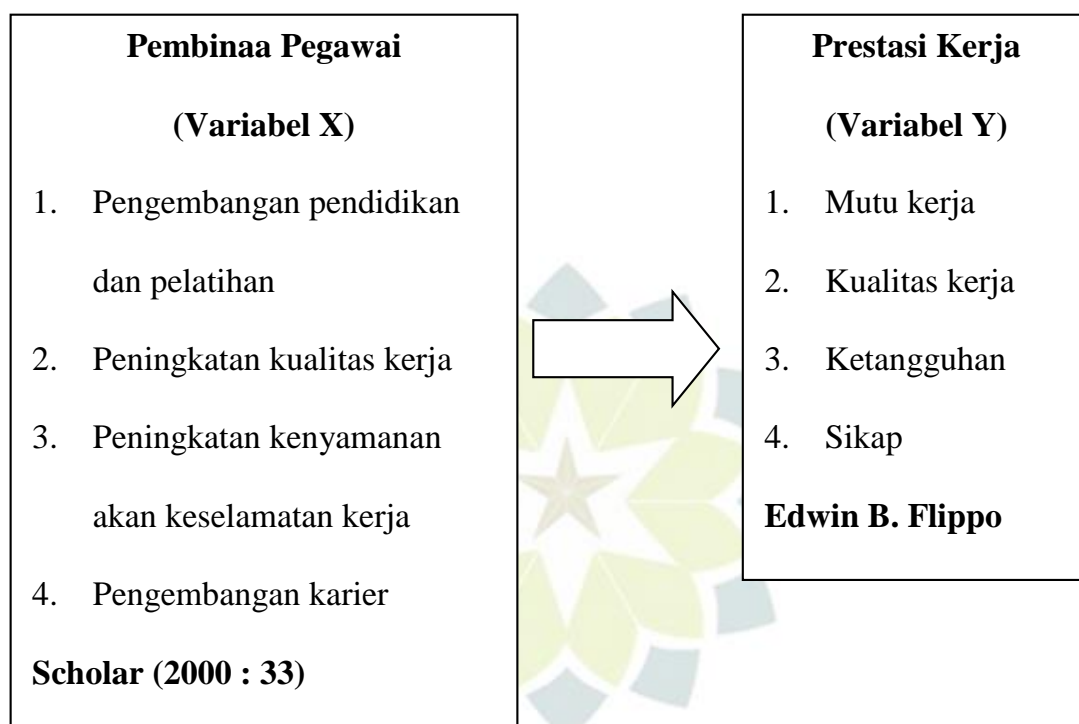 Pembinaa Pegawai
(Variabel X)
1. Pengembangan pendidikan
dan pelatihan
2. Peningkatan kualitas kerja
3. Peningkatan kenyamanan
akan keselamatan kerja
4. Pengembangan karier
Scholar (2000 : 33)
Prestasi Kerja
(Variabel Y)
1. Mutu kerja
2. Kualitas kerja
3. Ketangguhan
4. Sikap
Edwin B. Flippo